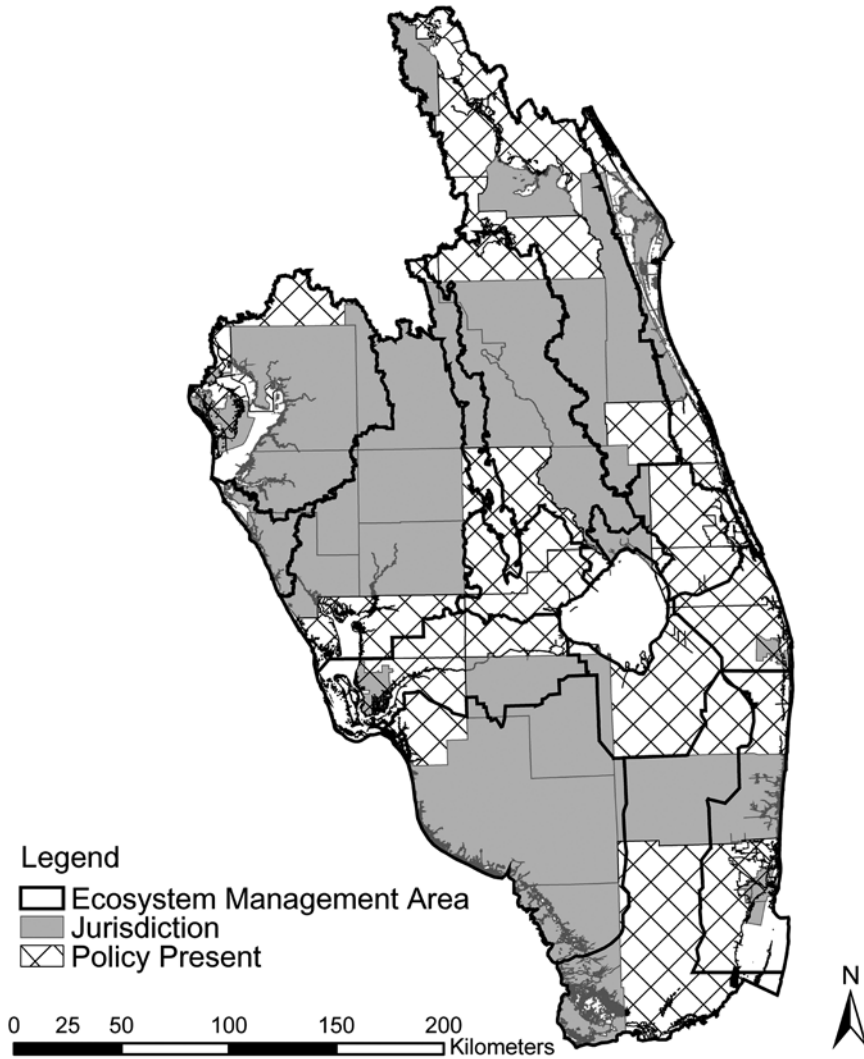 Legend
Ecosystem Management Area
Jurisdiction
Policy Present
N
0 25 50 100 150 200
Kilometers